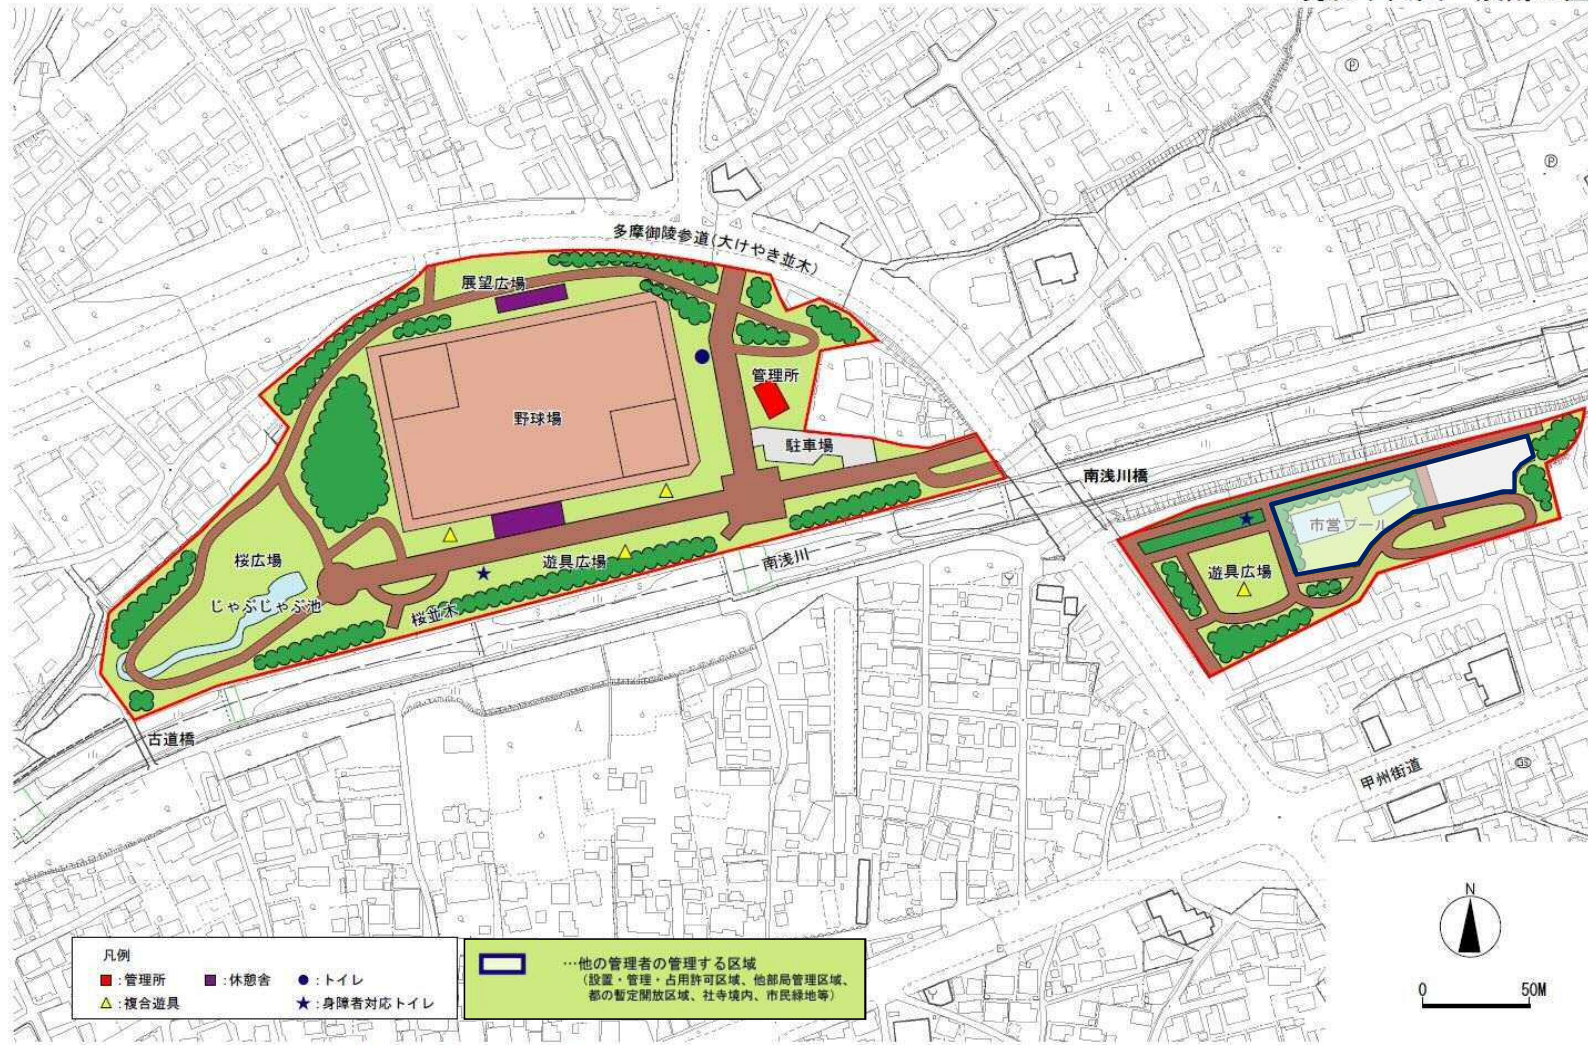 多摩御陵参道(大けやき並木)
展望広場
管理所
野球場
駐車場
南浅川橋
市営プール
桜広場
遊具広場
南浅川
遊具広場
じゃぶじゃぶ池
桜並木
古道橋
甲州街道
凡例
:管理所
:休憩舎
:トイレ
:複合遊具
:身障者対応トイレ
…他の管理者の管理する区域
(設置・管理・占用許可区域、他部局管理区域、
都の暫定開放区域、社寺境内、市民緑地等)
N
0 50M